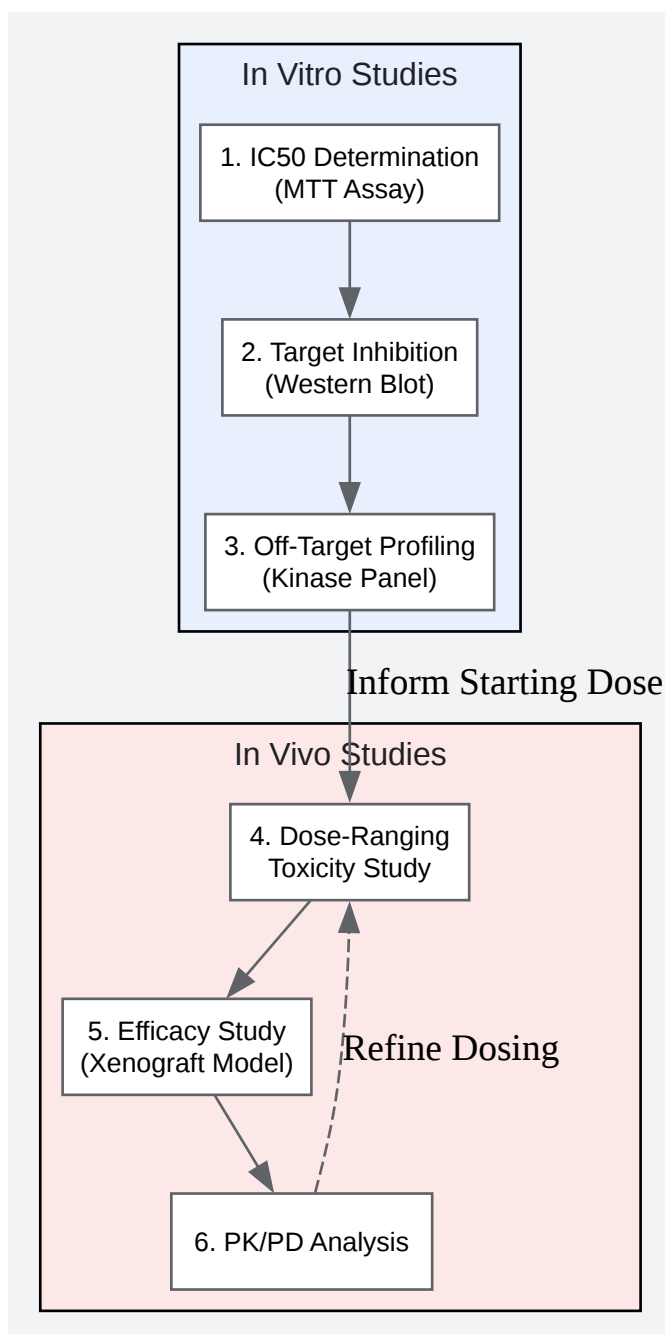 In Vitro Studies
1. IC50 Determination
(MTT Assay)
2. Target Inhibition
(Western Blot)
3. Off-Target Profiling
(Kinase Panel)
Inform Starting Dose
In Vivo Studies
4. Dose-Ranging
Toxicity Study
5. Efficacy Study
(Xenograft Model)
Refine Dosing
6. PK/PD Analysis